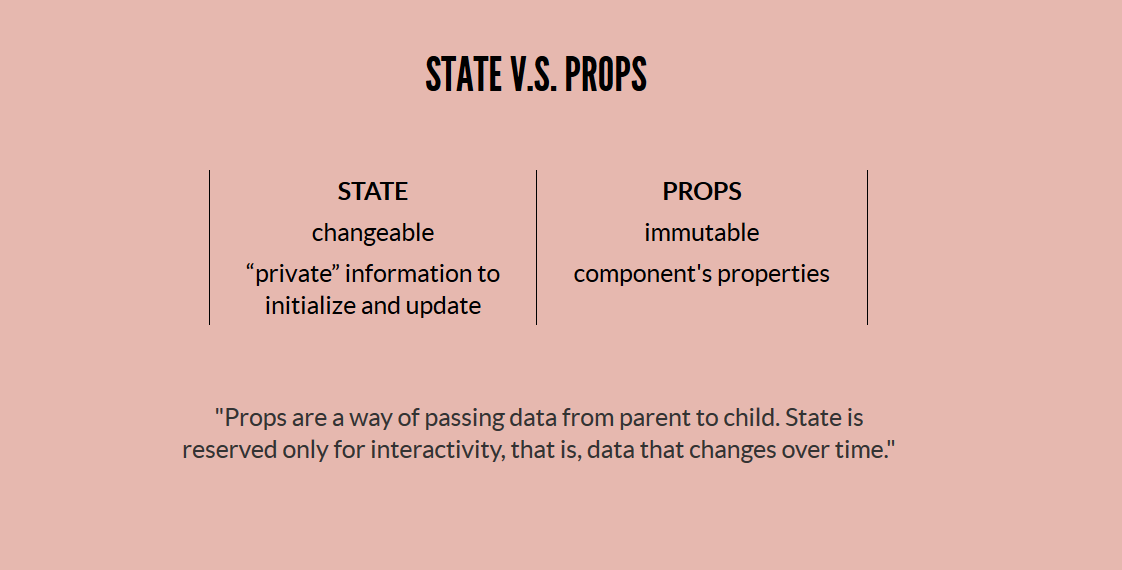 STATE V.S. PROPS
STATE
changeable
“private” information to
initialize and update
PROPS
immutable
component's properties
"Props are a way of passing data from parent to child. State is
reserved only for interactivity, that is, data that changes over time."